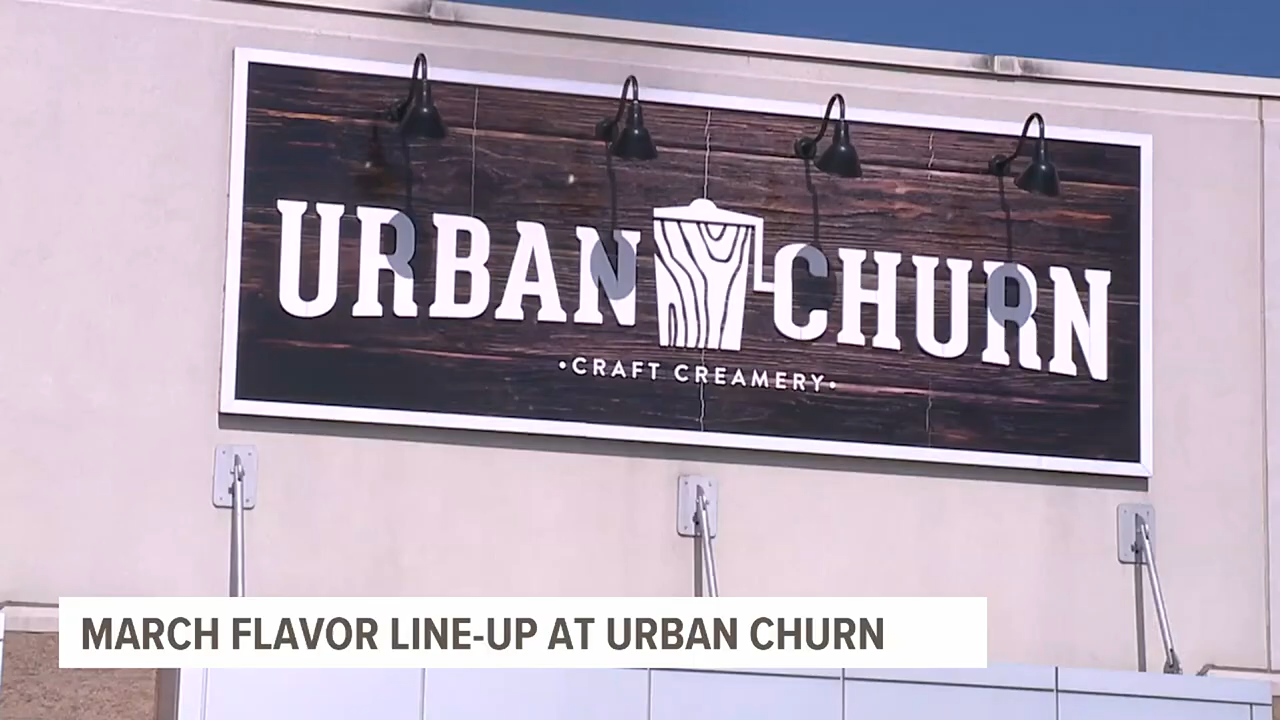 URBAN CHURN
•CRAFT CREAMERY•
MARCH FLAVOR LINE-UP AT URBAN CHURN